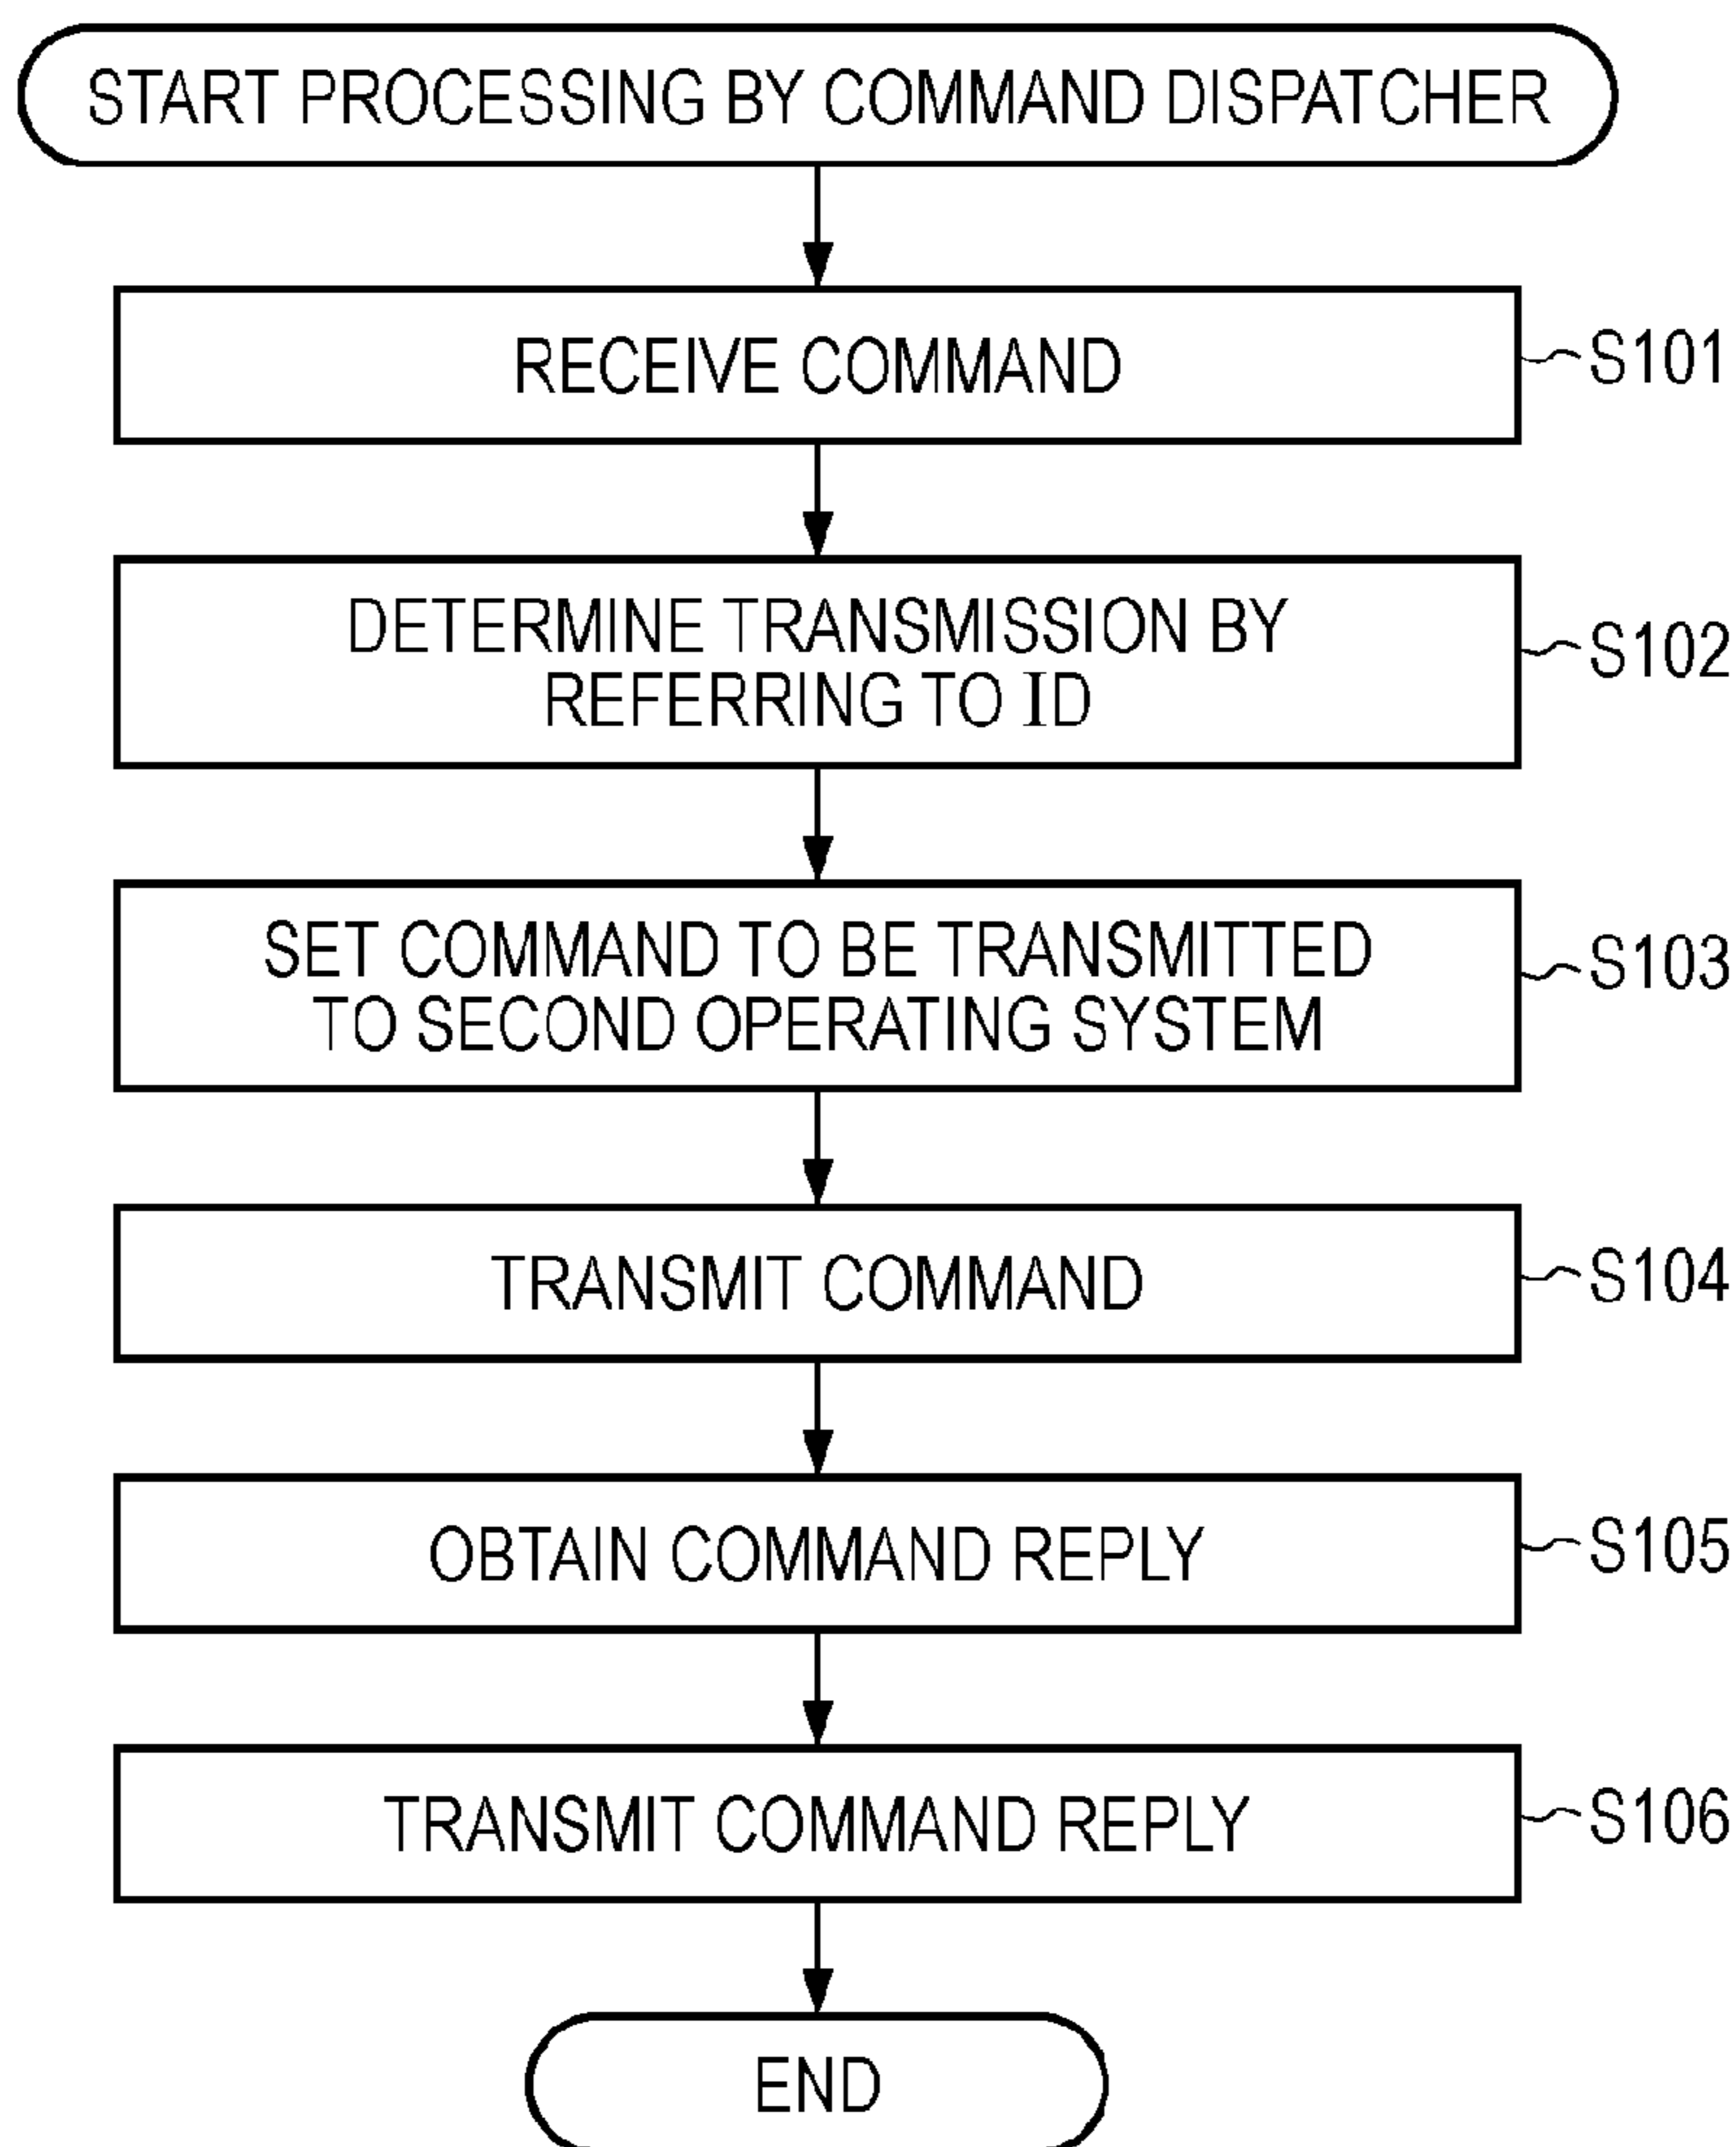 START PROCESSING BY COMMAND DISPATCHER
RECEIVE COMMAND
S101
DETERMINE TRANSMISSION BY
REFERRING TO ID
S102
SET COMMAND TO BE TRANSMITTED
TO SECOND OPERATING SYSTEM
S103
TRANSMIT COMMAND
S104
OBTAIN COMMAND REPLY
S105
TRANSMIT COMMAND REPLY
S106
END